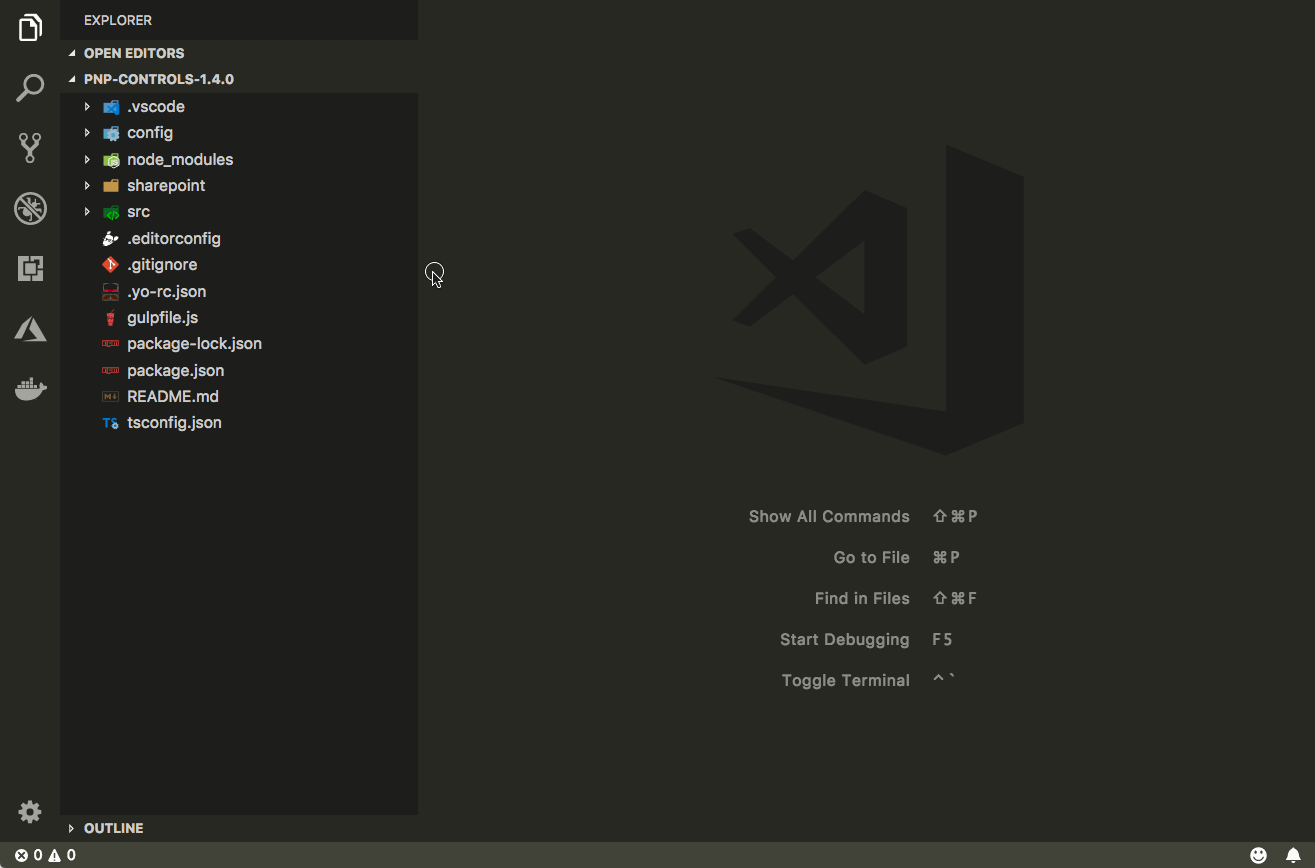 EXPLORER
OPEN EDITORS
PNP-CONTROLS-1.4.0
.vscode
config
node_modules
sharepoint
src
.editorconfig
.gitignore
.yo-rc.json
gulpfile.js
package-lock.json
package.json
README.md
TS tsconfig.json
Show All Commands ⇧⌘P
Go to File ⌘P
Find in Files ⇧⌘F
Start Debugging F5
Toggle Terminal ^`
OUTLINE
0 0